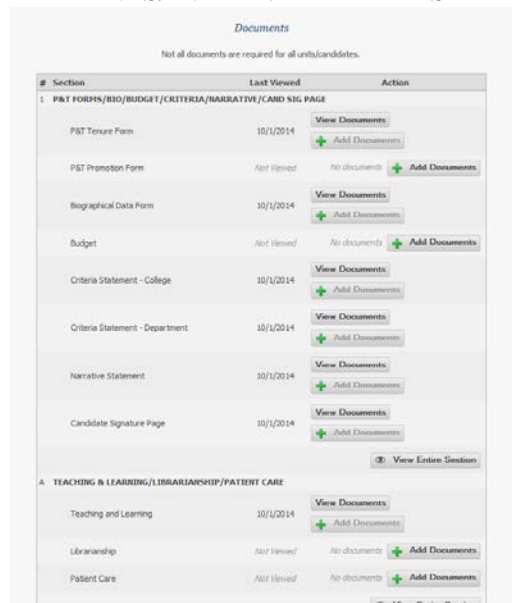 Documents
Not all documents are required for all units/candidates.
# Section Last Viewed Action
1 P&T FORMS/BIO/BUDGET/CRITERIA/NARRATIVE/CAND SIG PAGE
P&T Tenure Form 10/1/2014 View Documents
Add Documents
P&T Promotion Form Not Viewed No documents Add Documents
Biographical Data Form 10/1/2014 View Documents
Add Documents
Budget Not Viewed No documents Add Documents
Criteria Statement - College 10/1/2014 View Documents
Add Documents
Criteria Statement - Department 10/1/2014 View Documents
Add Documents
Narrative Statement 10/1/2014 View Documents
Add Documents
Candidate Signature Page 10/1/2014 View Documents
Add Documents
View Entire Section
A TEACHING & LEARNING/LIBRARIANSHIP/PATIENT CARE
Teaching and Learning 10/1/2014 View Documents
Add Documents
Librarianship Not Viewed No documents Add Documents
Patient Care Not Viewed No documents Add Documents